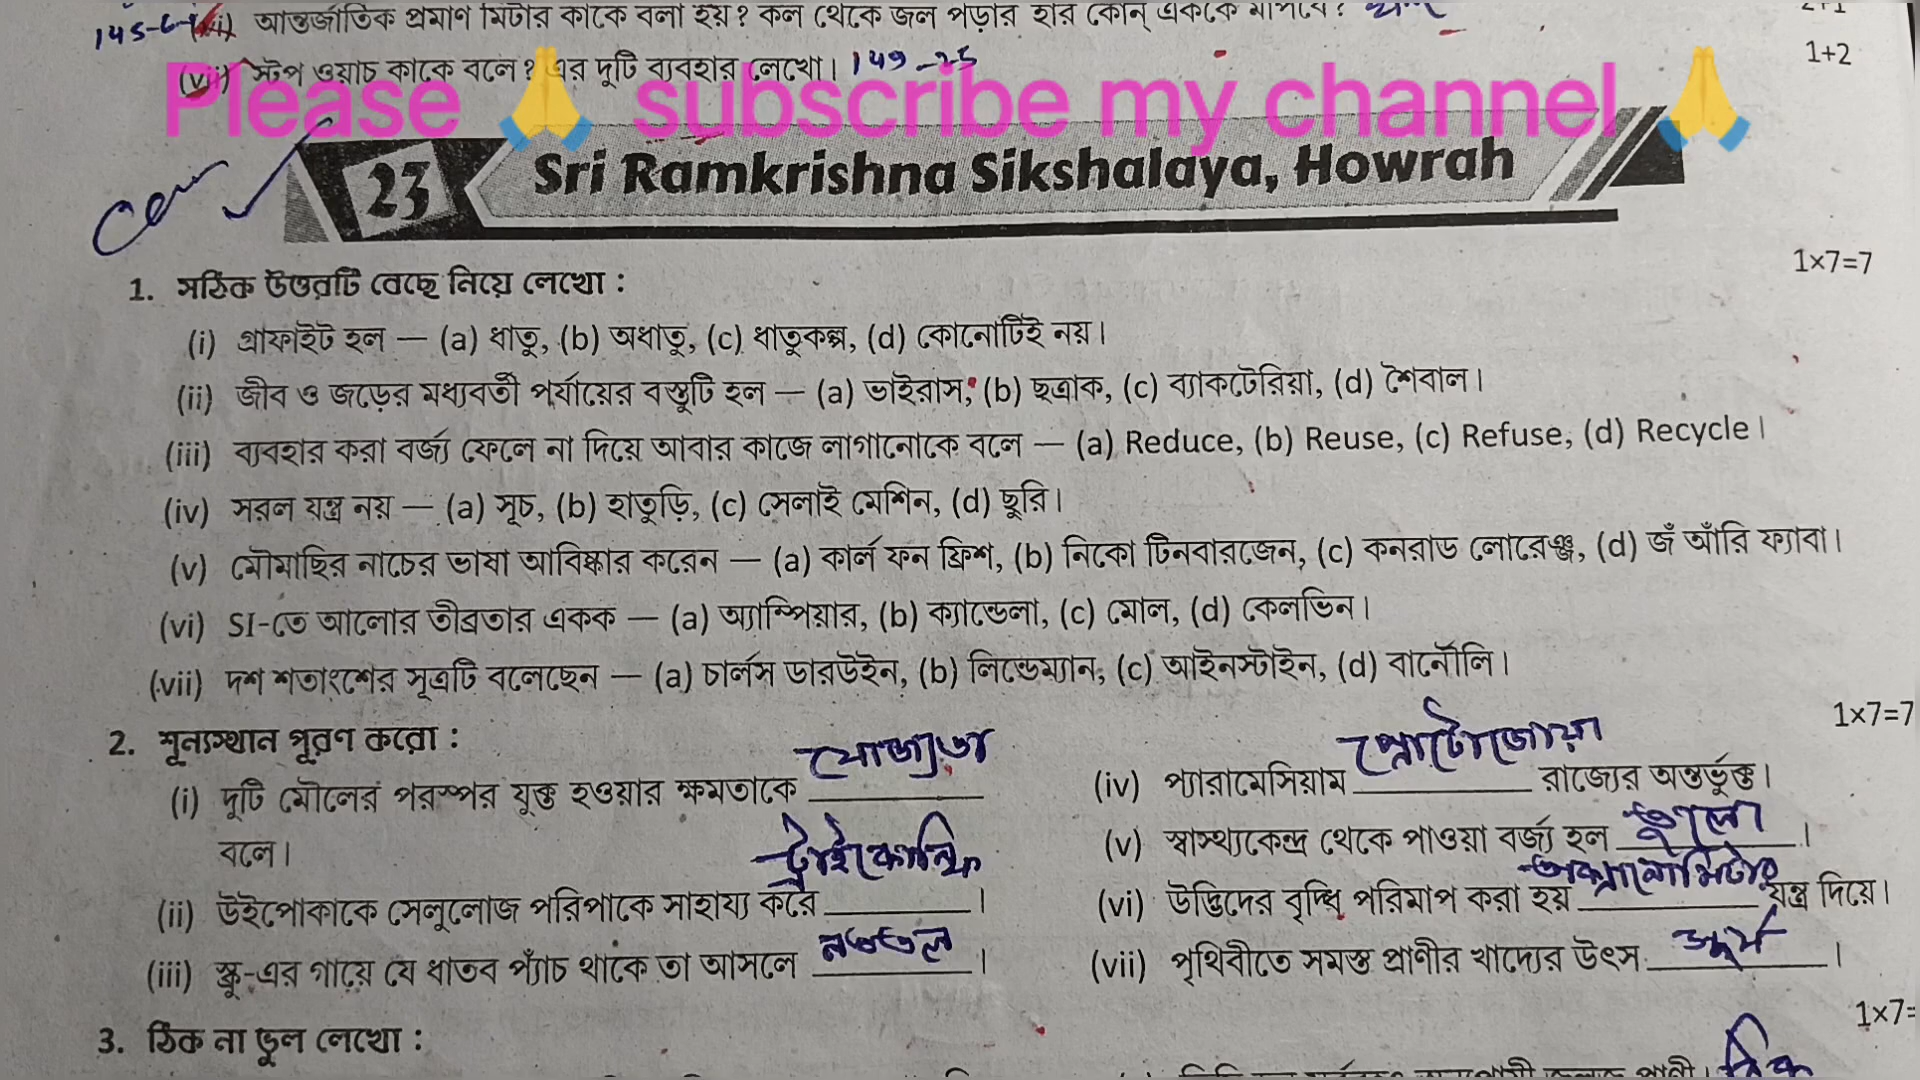 145-6 (vi) আন্তর্জাতিক প্রমাণ মিটার কাকে বলা হয়? কল থেকে জল পড়ার হার কোন্ এককে মাপবে? 2+1
(vii) স্টপ ওয়াচ কাকে বলে? এর দুটি ব্যবহার লেখো। 149-25 1+2
Please 🙏 subscribe my channel 🙏
23 Sri Ramkrishna Sikshalaya, Howrah
1. সঠিক উত্তরটি বেছে নিয়ে লেখো : 1×7=7
(i) গ্রাফাইট হল — (a) ধাতু, (b) অধাতু, (c) ধাতুকল্প, (d) কোনোটিই নয়।
(ii) জীব ও জড়ের মধ্যবর্তী পর্যায়ের বস্তুটি হল — (a) ভাইরাস, (b) ছত্রাক, (c) ব্যাকটেরিয়া, (d) শৈবাল।
(iii) ব্যবহার করা বর্জ্য ফেলে না দিয়ে আবার কাজে লাগানোকে বলে — (a) Reduce, (b) Reuse, (c) Refuse, (d) Recycle।
(iv) সরল যন্ত্র নয় — (a) সূচ, (b) হাতুড়ি, (c) সেলাই মেশিন, (d) ছুরি।
(v) মৌমাছির নাচের ভাষা আবিষ্কার করেন — (a) কার্ল ফন ফ্রিশ, (b) নিকো টিনবারজেন, (c) কনরাড লোরেঞ্জ, (d) জঁ আঁরি ফ্যাবা।
(vi) SI-তে আলোর তীব্রতার একক — (a) অ্যাম্পিয়ার, (b) ক্যান্ডেলা, (c) মোল, (d) কেলভিন।
(vii) দশ শতাংশের সূত্রটি বলেছেন — (a) চার্লস ডারউইন, (b) লিন্ডেম্যান, (c) আইনস্টাইন, (d) বার্নৌলি।
2. শূন্যস্থান পূরণ করো : 1×7=7
(i) দুটি মৌলের পরস্পর যুক্ত হওয়ার ক্ষমতাকে যোজ্যতা
বলে।
(ii) উইপোকাকে সেলুলোজ পরিপাকে সাহায্য করে ট্রাইকোনিম্ফ।
(iii) স্ক্রু-এর গায়ে যে ধাতব প্যাঁচ থাকে তা আসলে নততল।
(iv) প্যারামেসিয়াম প্রোটোজোয়া রাজ্যের অন্তর্ভুক্ত।
(v) স্বাস্থ্যকেন্দ্র থেকে পাওয়া বর্জ্য হল তুলো।
(vi) উদ্ভিদের বৃদ্ধি পরিমাপ করা হয় যন্ত্র দিয়ে।
(vii) পৃথিবীতে সমস্ত প্রাণীর খাদ্যের উৎস সূর্য।
3. ঠিক না ভুল লেখো : 1×7=
ঠিক